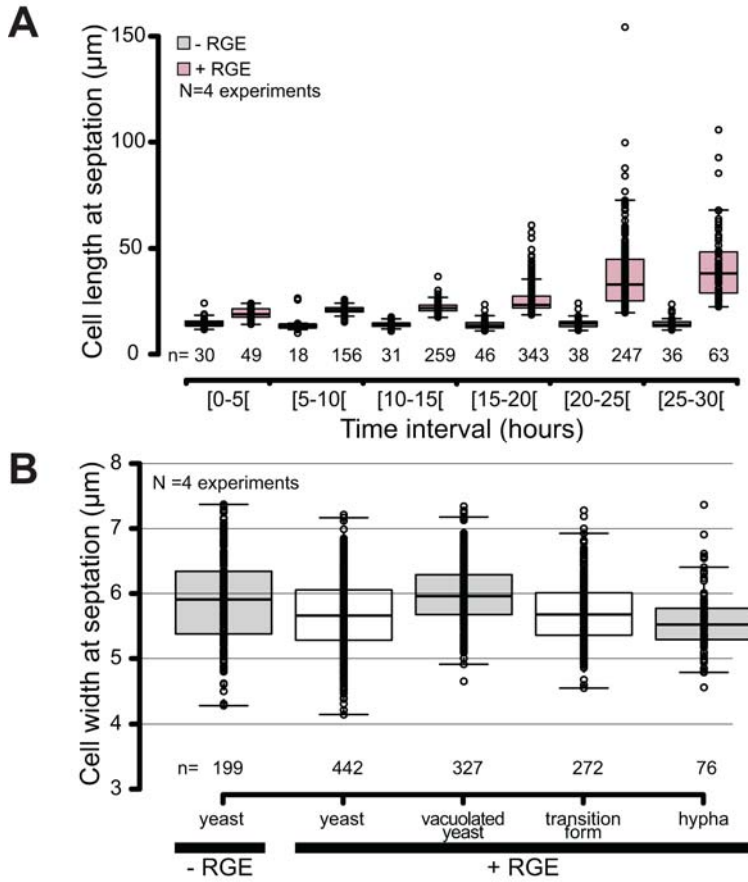 A
Cell length at septation (µm)
150
100
50
0
- RGE
+ RGE
N=4 experiments
n= 30 49 18 156 31 259 46 343 38 247 36 63
[0-5[ [5-10[ [10-15[ [15-20[ [20-25[ [25-30[
Time interval (hours)
B
Cell width at septation (µm)
8
7
6
5
4
3
N =4 experiments
n= 199 442 327 272 76
yeast yeast vacuolated yeast transition form hypha
- RGE + RGE